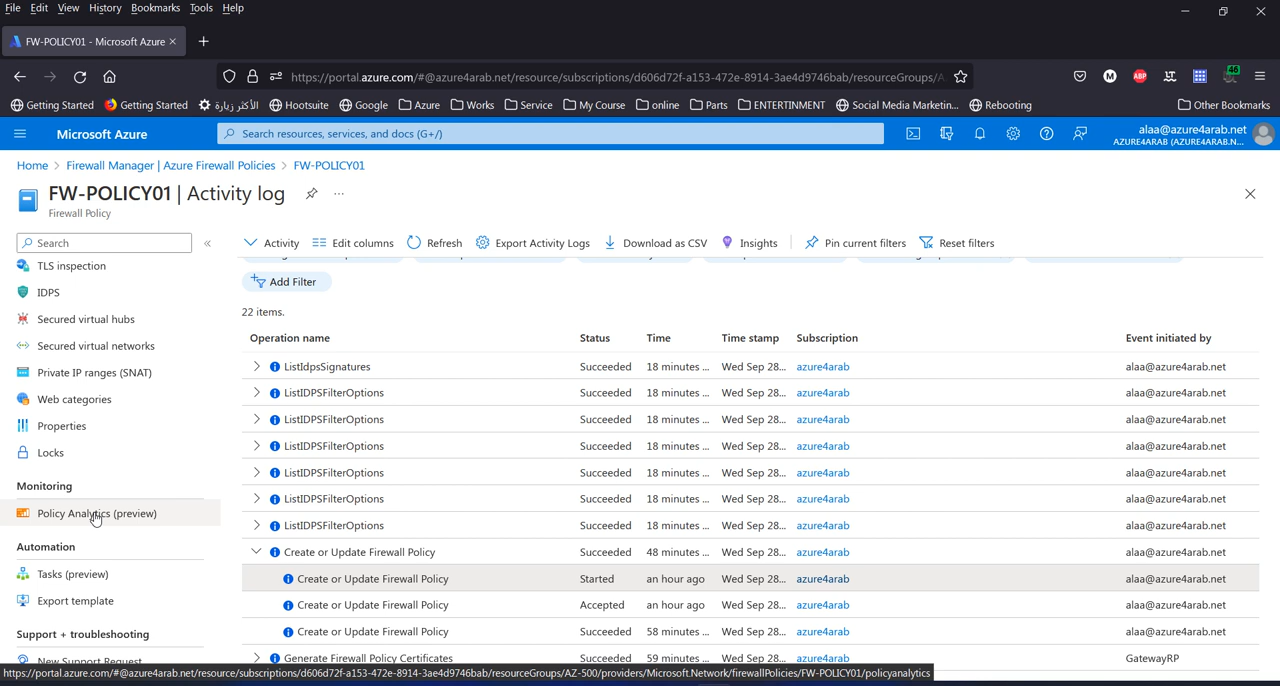 File Edit View History Bookmarks Tools Help
FW-POLICY01 - Microsoft Azure
https://portal.azure.com/#@azure4arab.net/resource/subscriptions/d606d72f-a153-472e-8914-3ae4d9746bab/resourceGroups/A
ABP
46
Getting Started Getting Started الأكثر زيارة Hootsuite Google Azure Works Service My Course online Parts ENTERTINMENT Social Media Marketin... Rebooting Other Bookmarks
Microsoft Azure
Search resources, services, and docs (G+/)
alaa@azure4arab.net
AZURE4ARAB (AZURE4ARAB.N...
Home > Firewall Manager | Azure Firewall Policies > FW-POLICY01
FW-POLICY01 | Activity log ...
Firewall Policy
Search «
Activity Edit columns Refresh Export Activity Logs Download as CSV Insights Pin current filters Reset filters
TLS inspection
IDPS
Secured virtual hubs
Secured virtual networks
Private IP ranges (SNAT)
Web categories
Properties
Locks
Monitoring
Policy Analytics (preview)
Automation
Tasks (preview)
Export template
Support + troubleshooting
New Support Request
Add Filter
22 items.
Operation name Status Time Time stamp Subscription Event initiated by
ListIdpsSignatures Succeeded 18 minutes ... Wed Sep 28... azure4arab alaa@azure4arab.net
ListIDPSFilterOptions Succeeded 18 minutes ... Wed Sep 28... azure4arab alaa@azure4arab.net
ListIDPSFilterOptions Succeeded 18 minutes ... Wed Sep 28... azure4arab alaa@azure4arab.net
ListIDPSFilterOptions Succeeded 18 minutes ... Wed Sep 28... azure4arab alaa@azure4arab.net
ListIDPSFilterOptions Succeeded 18 minutes ... Wed Sep 28... azure4arab alaa@azure4arab.net
ListIDPSFilterOptions Succeeded 18 minutes ... Wed Sep 28... azure4arab alaa@azure4arab.net
ListIDPSFilterOptions Succeeded 18 minutes ... Wed Sep 28... azure4arab alaa@azure4arab.net
Create or Update Firewall Policy Succeeded 48 minutes ... Wed Sep 28... azure4arab alaa@azure4arab.net
Create or Update Firewall Policy Started an hour ago Wed Sep 28... azure4arab alaa@azure4arab.net
Create or Update Firewall Policy Accepted an hour ago Wed Sep 28... azure4arab alaa@azure4arab.net
Create or Update Firewall Policy Succeeded 58 minutes ... Wed Sep 28... azure4arab alaa@azure4arab.net
Generate Firewall Policy Certificates Succeeded 59 minutes ... Wed Sep 28... azure4arab GatewayRP
https://portal.azure.com/#@azure4arab.net/resource/subscriptions/d606d72f-a153-472e-8914-3ae4d9746bab/resourceGroups/AZ-500/providers/Microsoft.Network/firewallPolicies/FW-POLICY01/policyanalytics